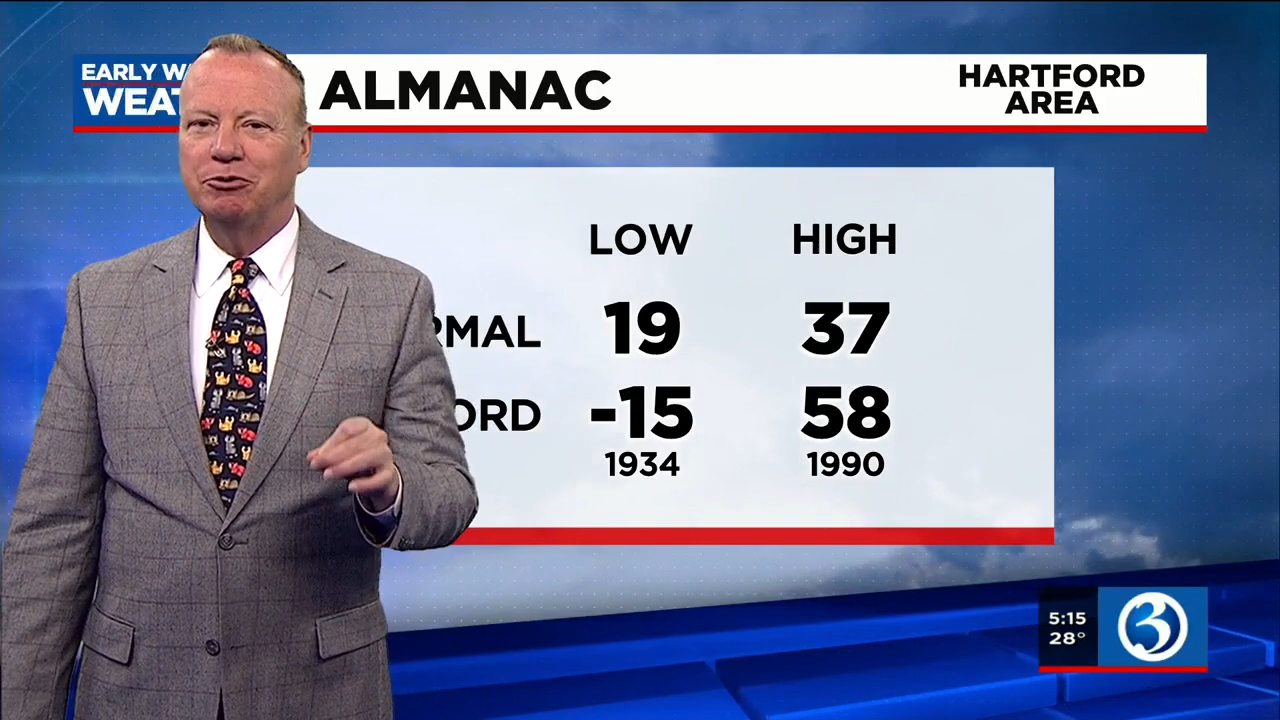 EARLY W
WEAT
ALMANAC
HARTFORD
AREA
LOW HIGH
RMAL 19 37
ORD -15 58
1934 1990
5:15
28°
3